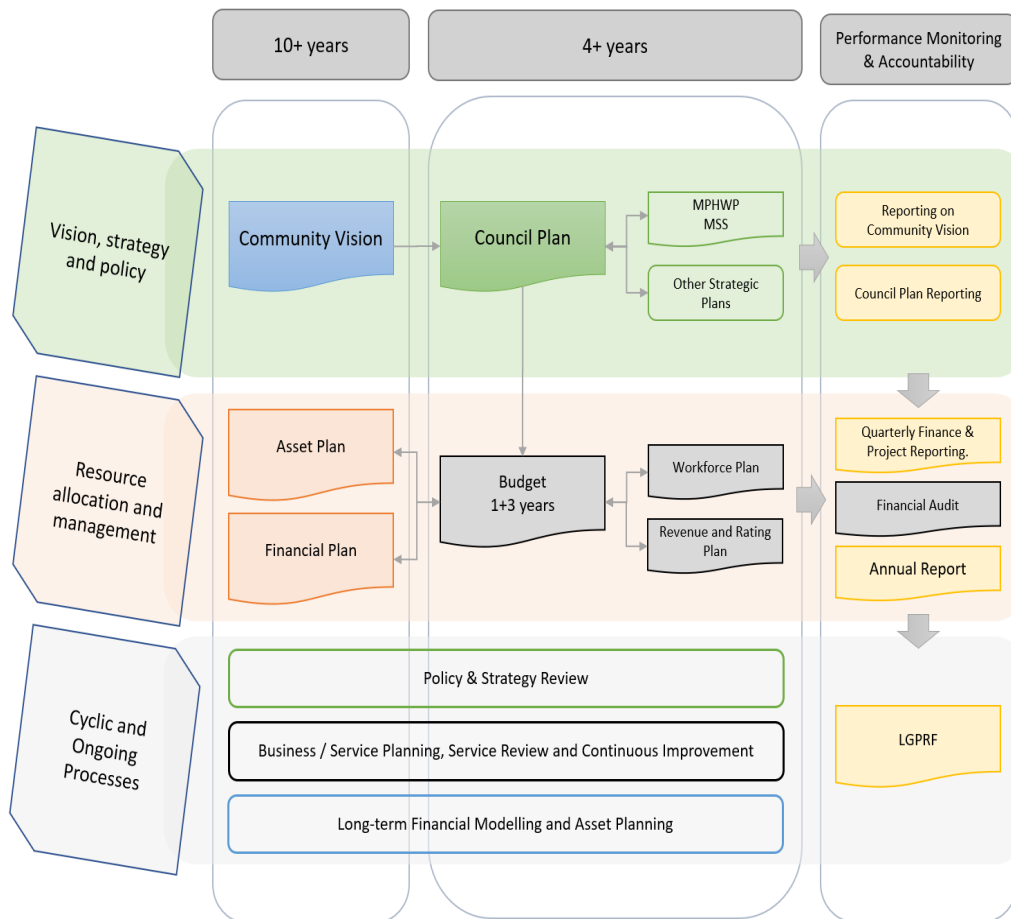 10+ years
4+ years
Performance Monitoring
& Accountability
Vision, strategy
and policy
Community Vision
Council Plan
MPHWP
MSS
Other Strategic
Plans
Reporting on
Community Vision
Council Plan Reporting
Resource
allocation and
management
Asset Plan
Financial Plan
Budget
1+3 years
Workforce Plan
Revenue and Rating
Plan
Quarterly Finance &
Project Reporting.
Financial Audit
Annual Report
Cyclic and
Ongoing
Processes
Policy & Strategy Review
Business / Service Planning, Service Review and Continuous Improvement
Long-term Financial Modelling and Asset Planning
LGPRF